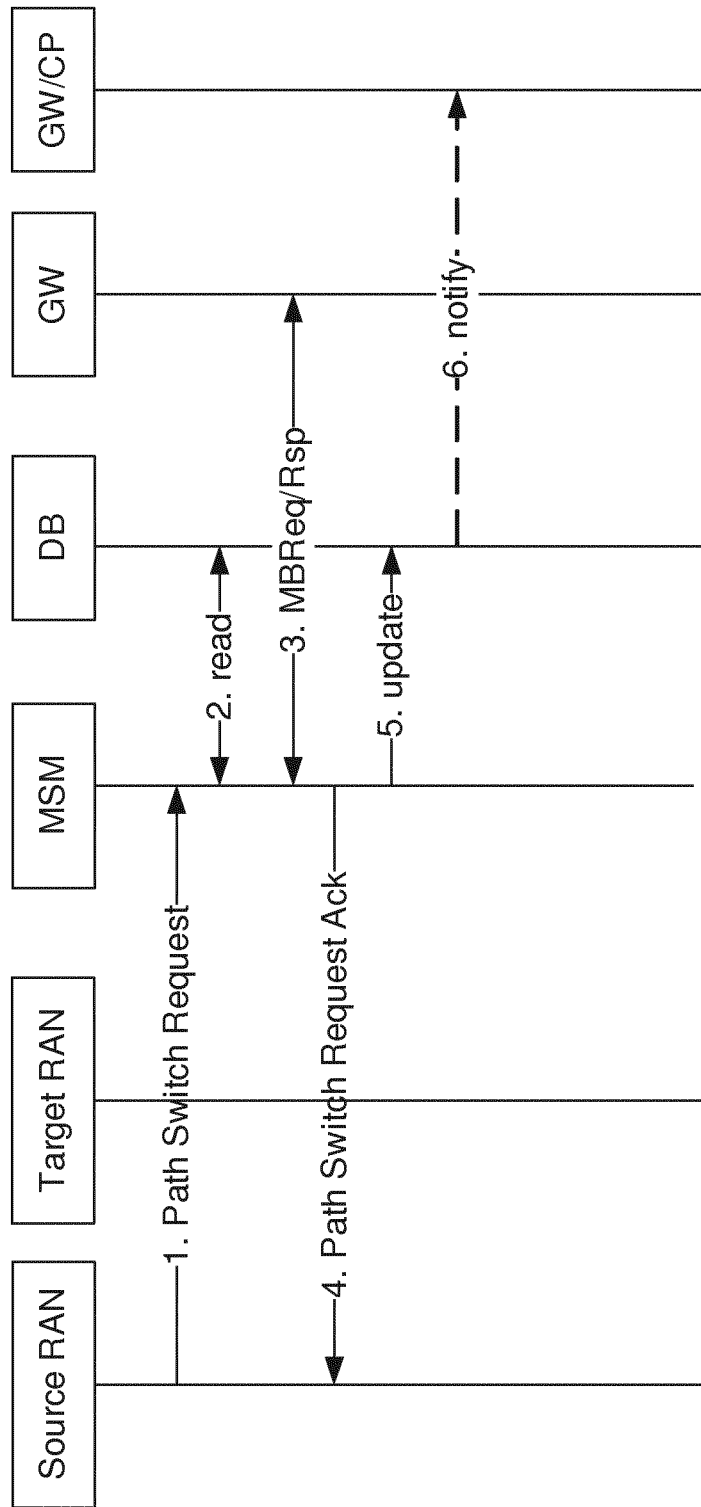 Source RAN
Target RAN
MSM
DB
GW
GW/CP
1. Path Switch Request
2. read
3. MBReq/Rsp
4. Path Switch Request Ack
5. update
6. notify